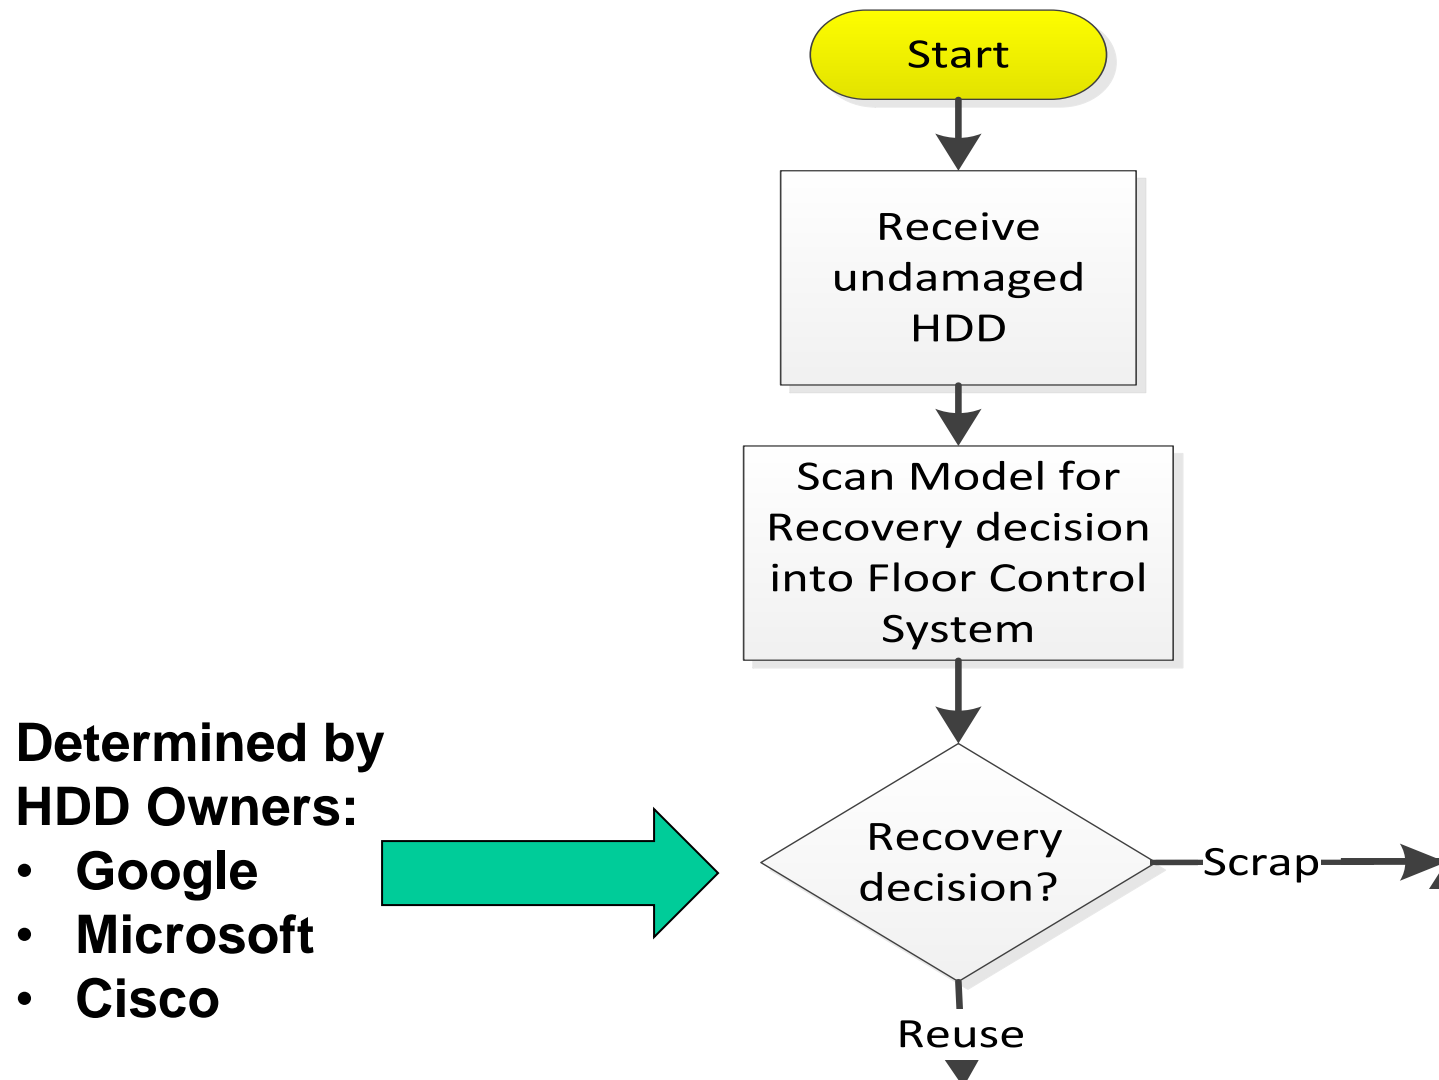 Start
Receive
undamaged
HDD
Scan Model for
Recovery decision
into Floor Control
System
Determined by
HDD Owners:
• Google
• Microsoft
• Cisco
Recovery
decision?
Scrap
Reuse